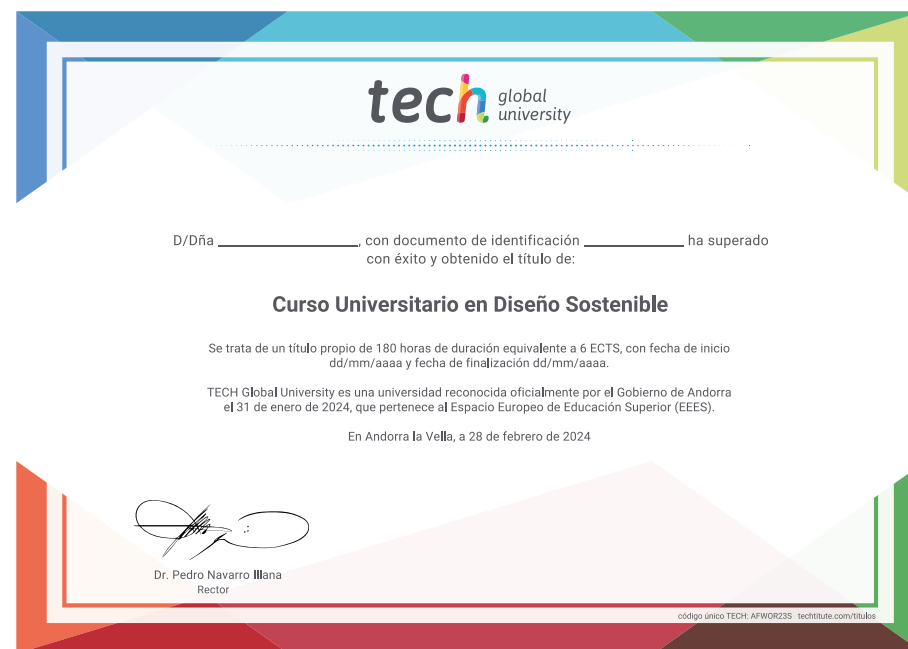 tech global university
D/Dña ____________________, con documento de identificación ______________ ha superado
con éxito y obtenido el título de:
Curso Universitario en Diseño Sostenible
Se trata de un título propio de 180 horas de duración equivalente a 6 ECTS, con fecha de inicio
dd/mm/aaaa y fecha de finalización dd/mm/aaaa.
TECH Global University es una universidad reconocida oficialmente por el Gobierno de Andorra
el 31 de enero de 2024, que pertenece al Espacio Europeo de Educación Superior (EEES).
En Andorra la Vella, a 28 de febrero de 2024
Dr. Pedro Navarro Illana
Rector
código único TECH: AFWOR23S techtitute.com/titulos